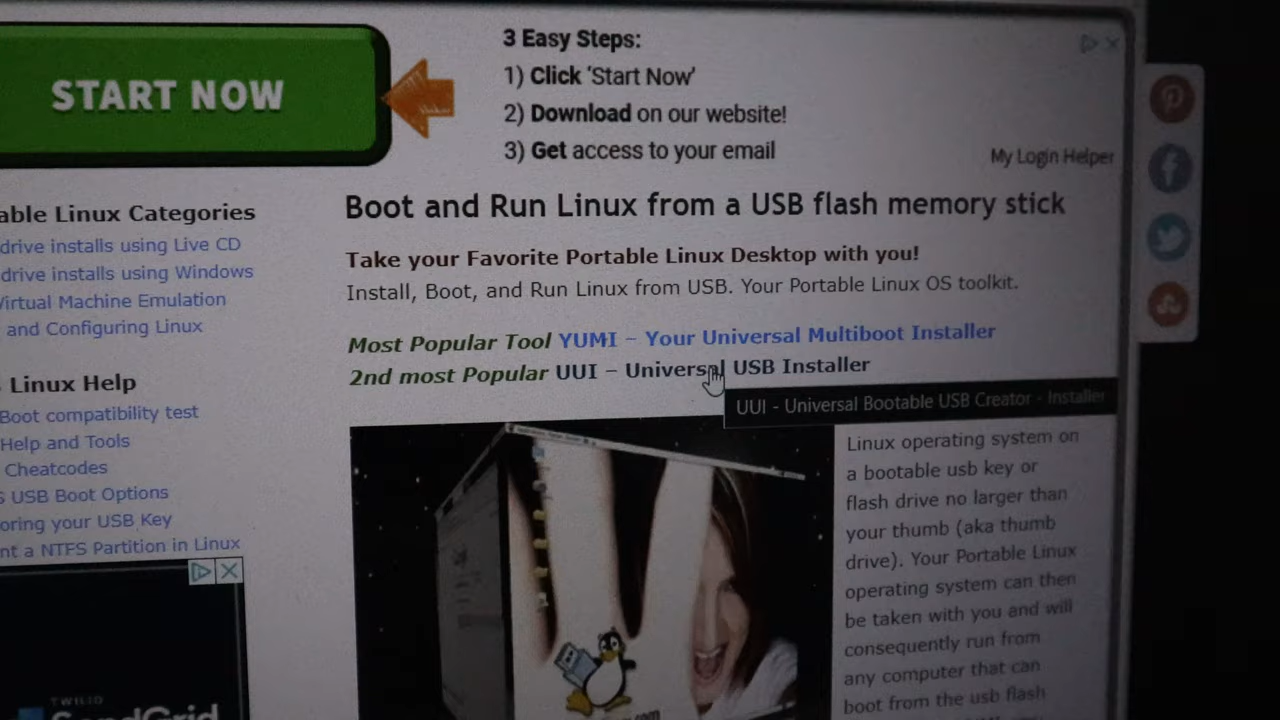 START NOW
3 Easy Steps:
1) Click 'Start Now'
2) Download on our website!
3) Get access to your email
My Login Helper
able Linux Categories
drive installs using Live CD
drive installs using Windows
Virtual Machine Emulation
and Configuring Linux
Linux Help
Boot compatibility test
Help and Tools
Cheatcodes
USB Boot Options
oring your USB Key
nt a NTFS Partition in Linux
TWILIO
SendGrid
Boot and Run Linux from a USB flash memory stick
Take your Favorite Portable Linux Desktop with you!
Install, Boot, and Run Linux from USB. Your Portable Linux OS toolkit.
Most Popular Tool YUMI – Your Universal Multiboot Installer
2nd most Popular UUI – Universal USB Installer
UUI - Universal Bootable USB Creator - Installer
Linux operating system on
a bootable usb key or
flash drive no larger than
your thumb (aka thumb
drive). Your Portable Linux
operating system can then
be taken with you and will
consequently run from
any computer that can
boot from the usb flash